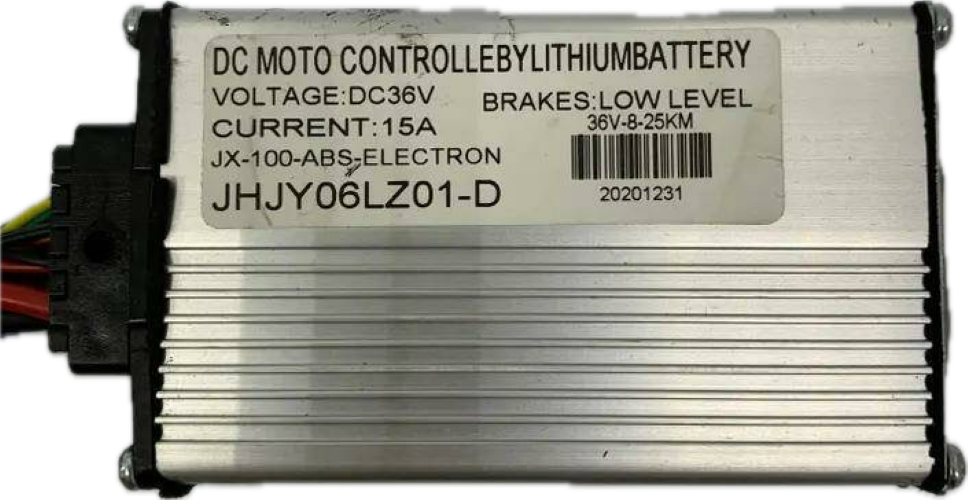 DC MOTO CONTROLLEBYLITHIUMBATTERY
VOLTAGE:DC36V
BRAKES:LOW LEVEL
CURRENT:15A
36V-8-25KM
JX-100-ABS-ELECTRON
JHJY06LZ01-D
20201231